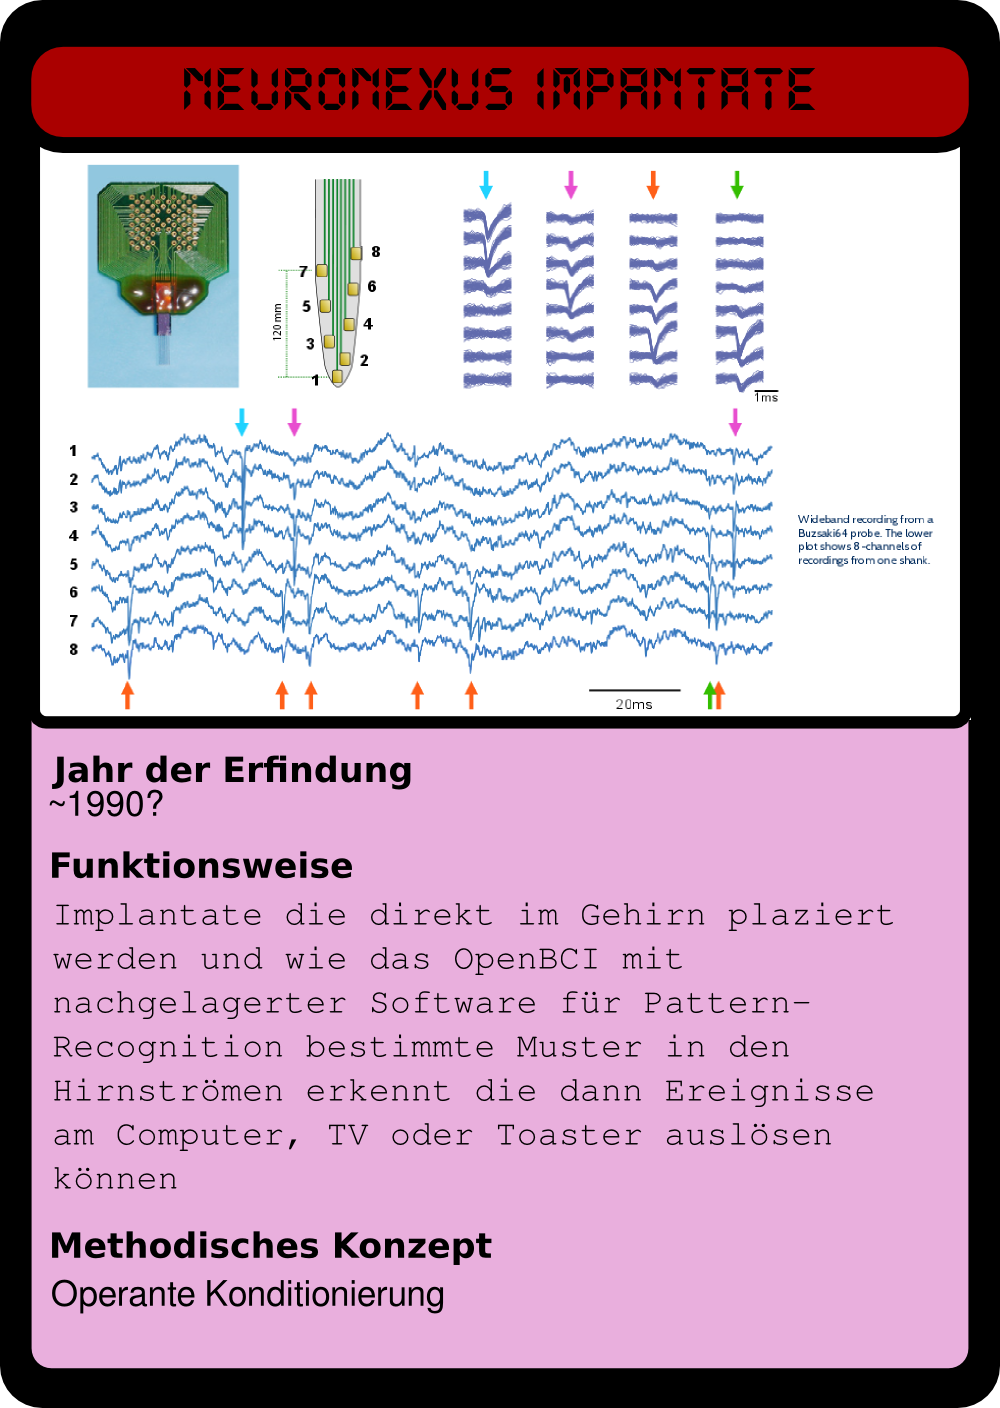 NEURONEXUS IMPANTATE
8
7
6
5
4
3
2
1
120 mm
1ms
1
2
3
4
5
6
7
8
Wideband recording from a
Buzsaki64 probe. The lower
plot shows 8-channels of
recordings from one shank.
20ms
Jahr der Erfindung
~1990?
Funktionsweise
Implantate die direkt im Gehirn plaziert
werden und wie das OpenBCI mit
nachgelagerter Software für Pattern-
Recognition bestimmte Muster in den
Hirnströmen erkennt die dann Ereignisse
am Computer, TV oder Toaster auslösen
können
Methodisches Konzept
Operante Konditionierung